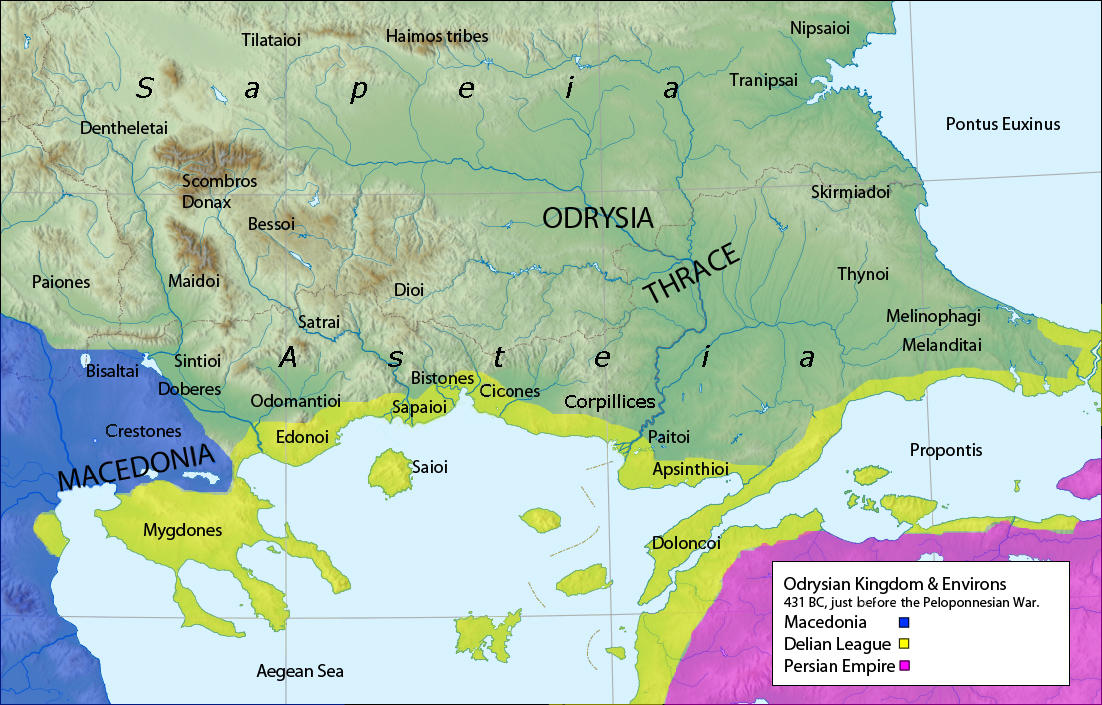 Nipsaioi
Tilataioi
Haimos tribes
Tranipsai
S a p e i a
Dentheletai
Pontus Euxinus
Scombros
Donax
Skirmiadoi
Bessoi
ODRYSIA
THRACE
Paiones
Maidoi
Dioi
Thynoi
Satrai
Melinophagi
Melanditai
A s t e i a
Sintioi
Bisaltai
Doberes
Bistones
Cicones
Odomantioi
Sapaioi
Corpillices
Crestones
Edonoi
Paitoi
MACEDONIA
Saioi
Apsinthioi
Propontis
Mygdones
Doloncoi
Aegean Sea
Odrysian Kingdom & Environs
431 BC, just before the Peloponnesian War.
Macedonia
Delian League
Persian Empire